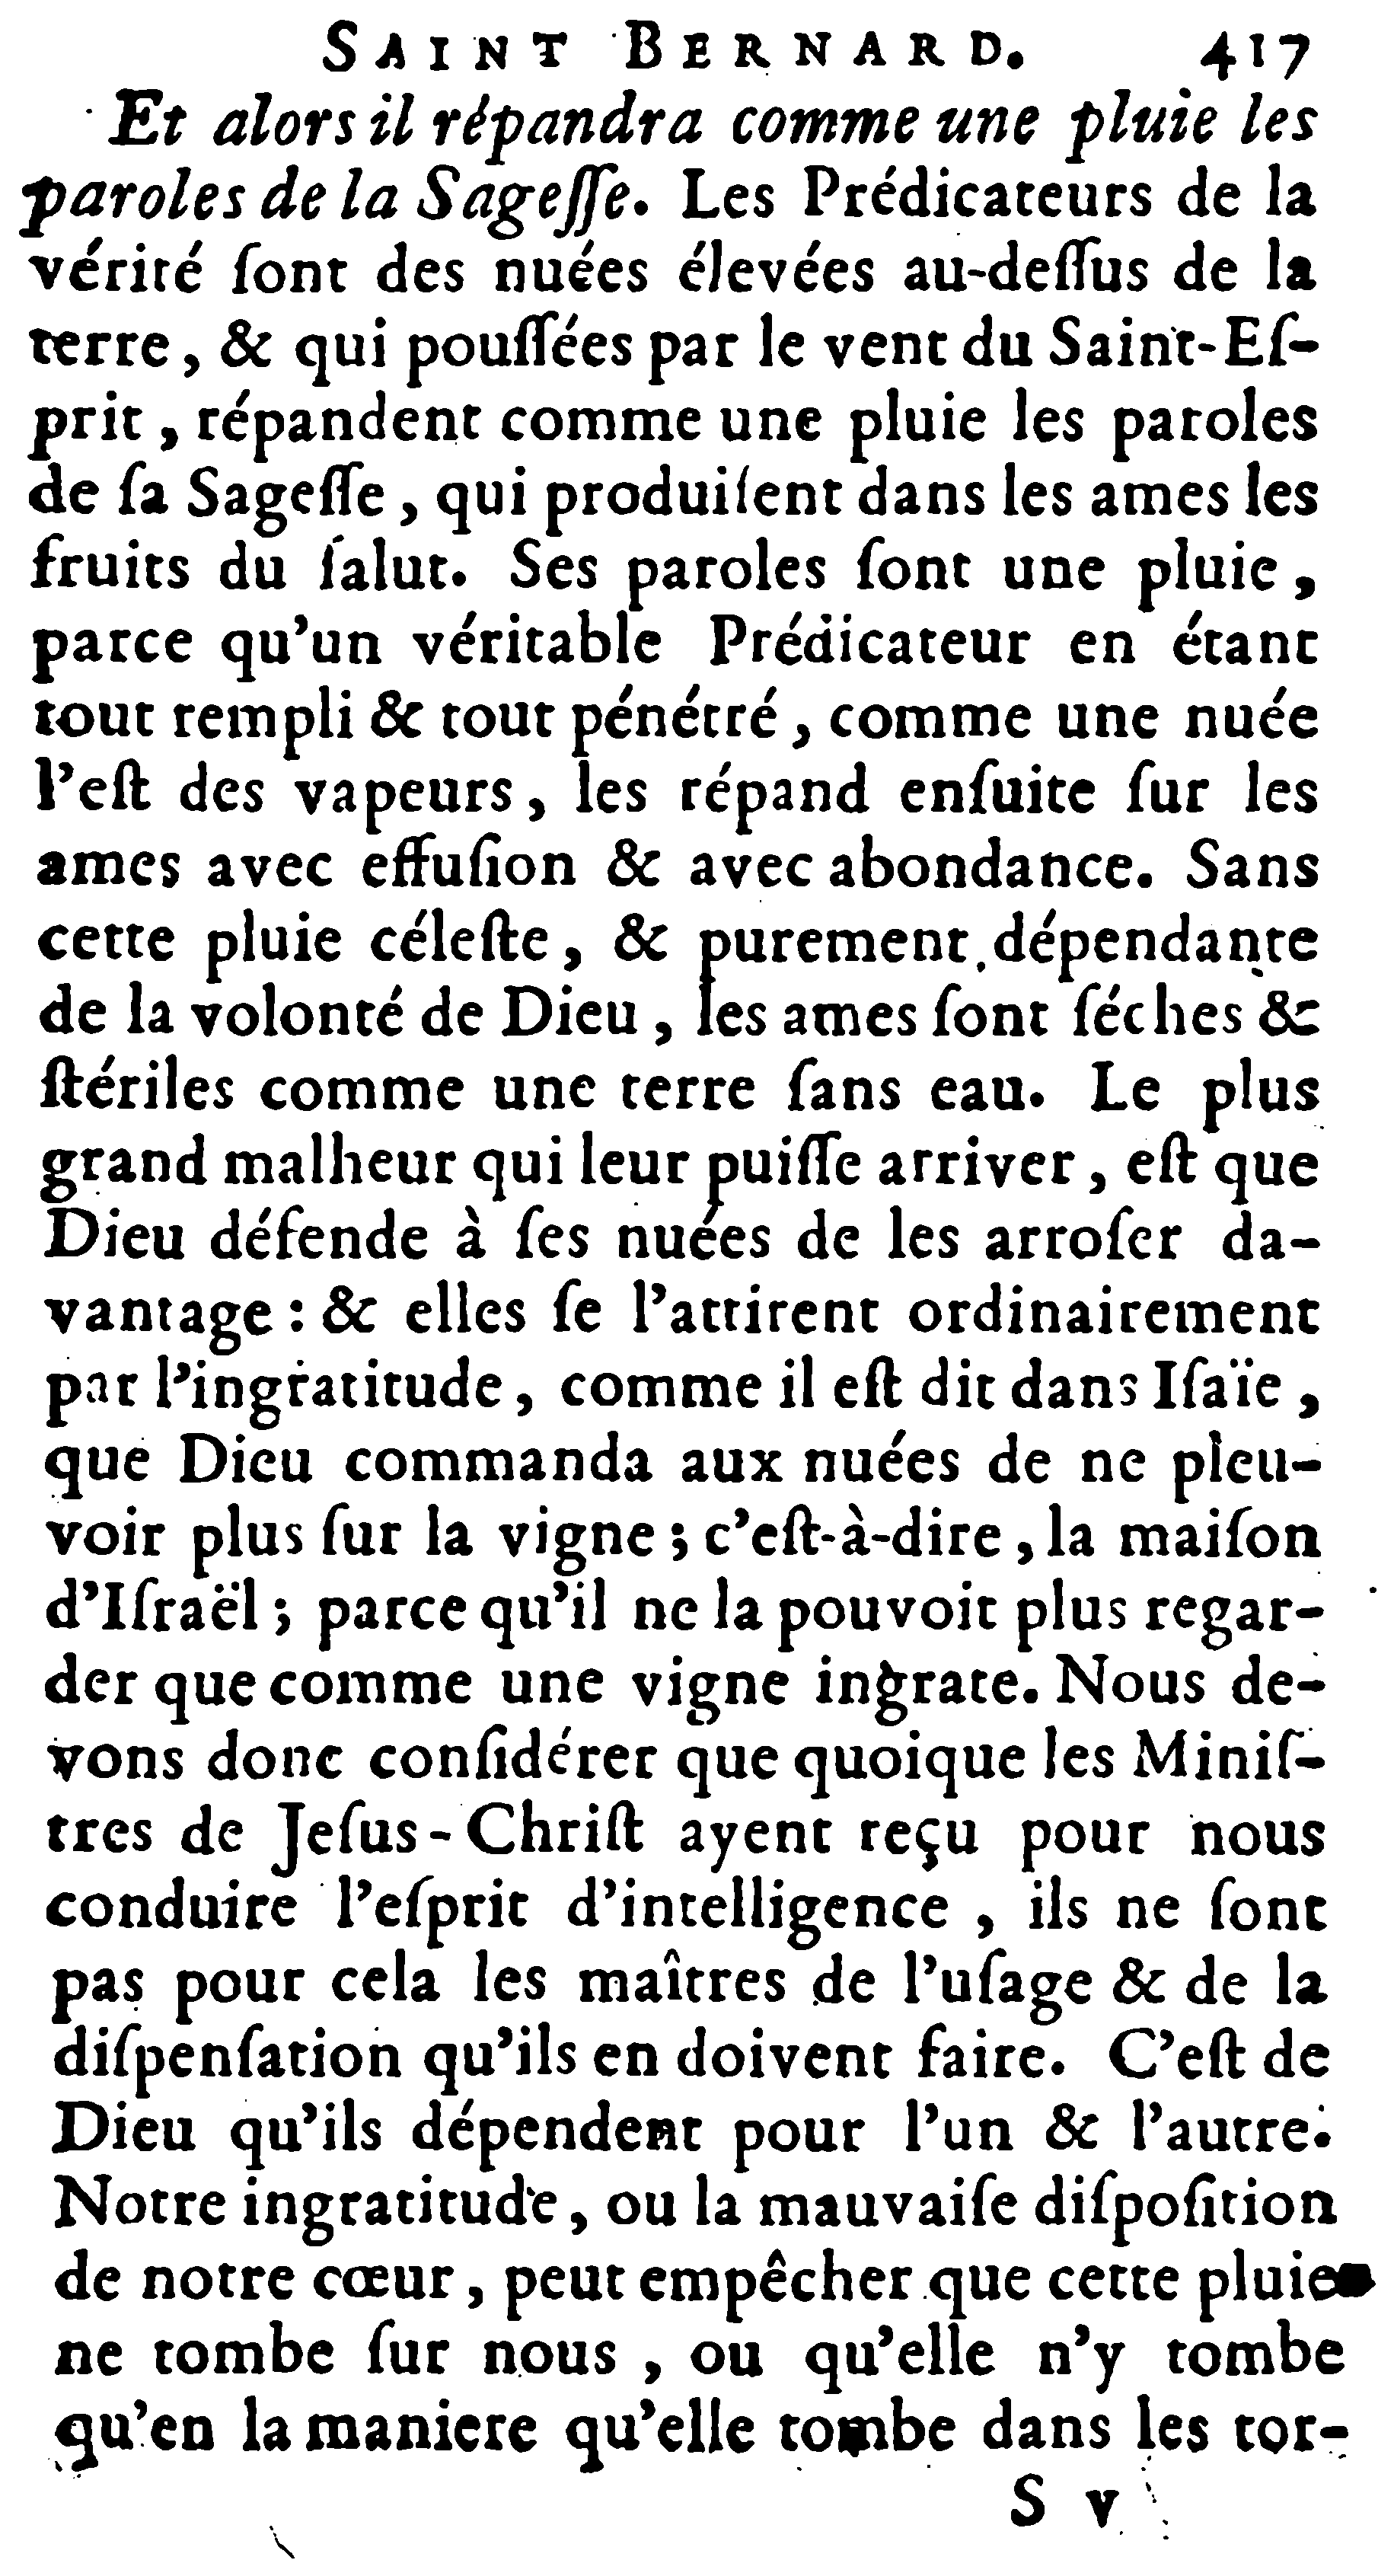 SAINT BERNARD. 417
Et alors il répandra comme une pluie les
paroles de la Sageſſe. Les Prédicateurs de la
vérité ſont des nuées élevées au-deſſus de la
terre, & qui pouſſées par le vent du Saint-Eſ-
prit, répandent comme une pluie les paroles
de ſa Sageſſe, qui produiſent dans les ames les
fruits du ſalut. Ses paroles ſont une pluie,
parce qu'un véritable Prédicateur en étant
tout rempli & tout pénétré, comme une nuée
l'eſt des vapeurs, les répand enſuite ſur les
ames avec effuſion & avec abondance. Sans
cette pluie céleſte, & purement dépendante
de la volonté de Dieu, les ames ſont ſéches &
ſtériles comme une terre ſans eau. Le plus
grand malheur qui leur puiſſe arriver, eſt que
Dieu défende à ſes nuées de les arroſer da-
vantage: & elles ſe l'attirent ordinairement
par l'ingratitude, comme il eſt dit dans Iſaïe,
que Dieu commanda aux nuées de ne pleu-
voir plus ſur la vigne; c'eſt-à-dire, la maiſon
d'Iſraël; parce qu'il ne la pouvoit plus regar-
der que comme une vigne ingrate. Nous de-
vons donc conſidérer que quoique les Miniſ-
tres de Jeſus-Chriſt ayent reçu pour nous
conduire l'eſprit d'intelligence, ils ne ſont
pas pour cela les maîtres de l'uſage & de la
diſpenſation qu'ils en doivent faire. C'eſt de
Dieu qu'ils dépendent pour l'un & l'autre.
Notre ingratitude, ou la mauvaiſe diſpoſition
de notre cœur, peut empêcher que cette pluie
ne tombe ſur nous, ou qu'elle n'y tombe
qu'en la maniere qu'elle tombe dans les tor-
S v